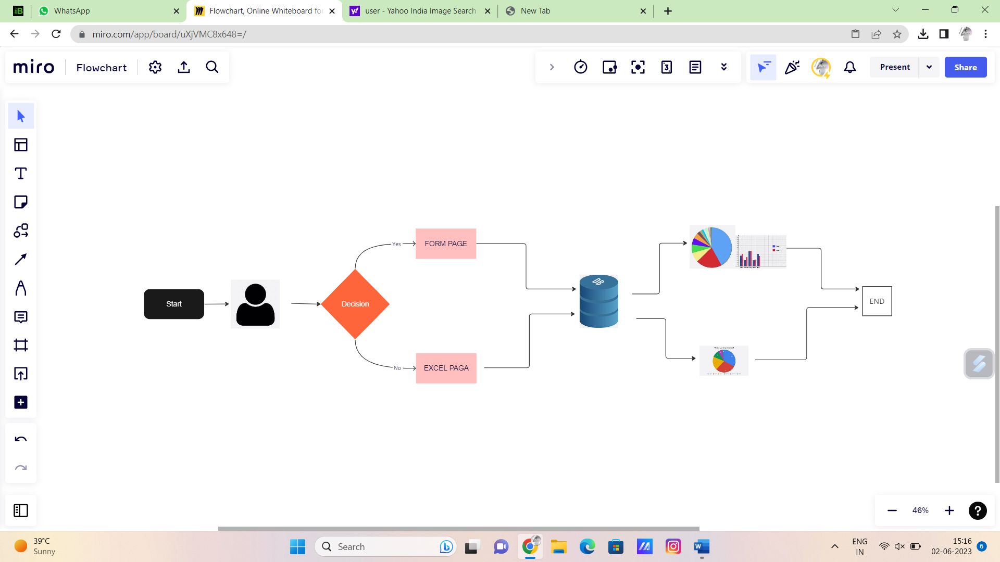 WhatsApp
Flowchart, Online Whiteboard fo
user - Yahoo India Image Search
New Tab
miro.com/app/board/uXjVMC8x648=/
miro
Flowchart
Present
Share
Yes
FORM PAGE
DB
Start
Decision
END
No
EXCEL PAGA
46%
39°C
Sunny
Search
ENG
IN
15:16
02-06-2023
6